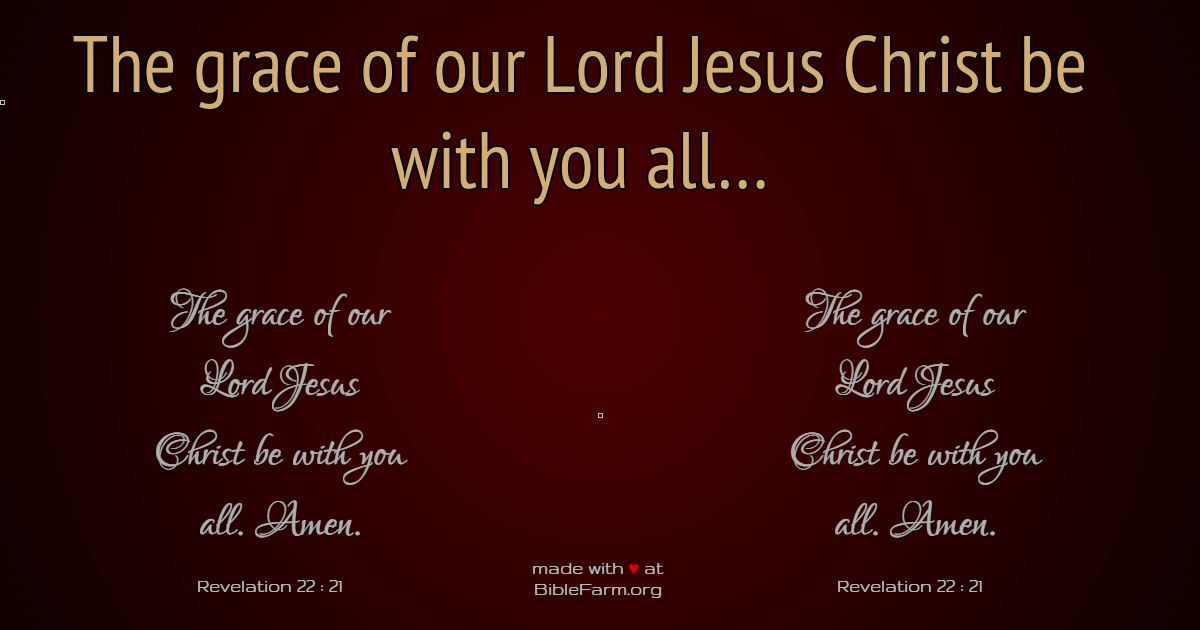 The grace of our Lord Jesus Christ be
with you all...
The grace of our
Lord Jesus
Christ be with you
all. Amen.
Revelation 22 : 21
The grace of our
Lord Jesus
Christ be with you
all. Amen.
Revelation 22 : 21
made with ♥ at
BibleFarm.org